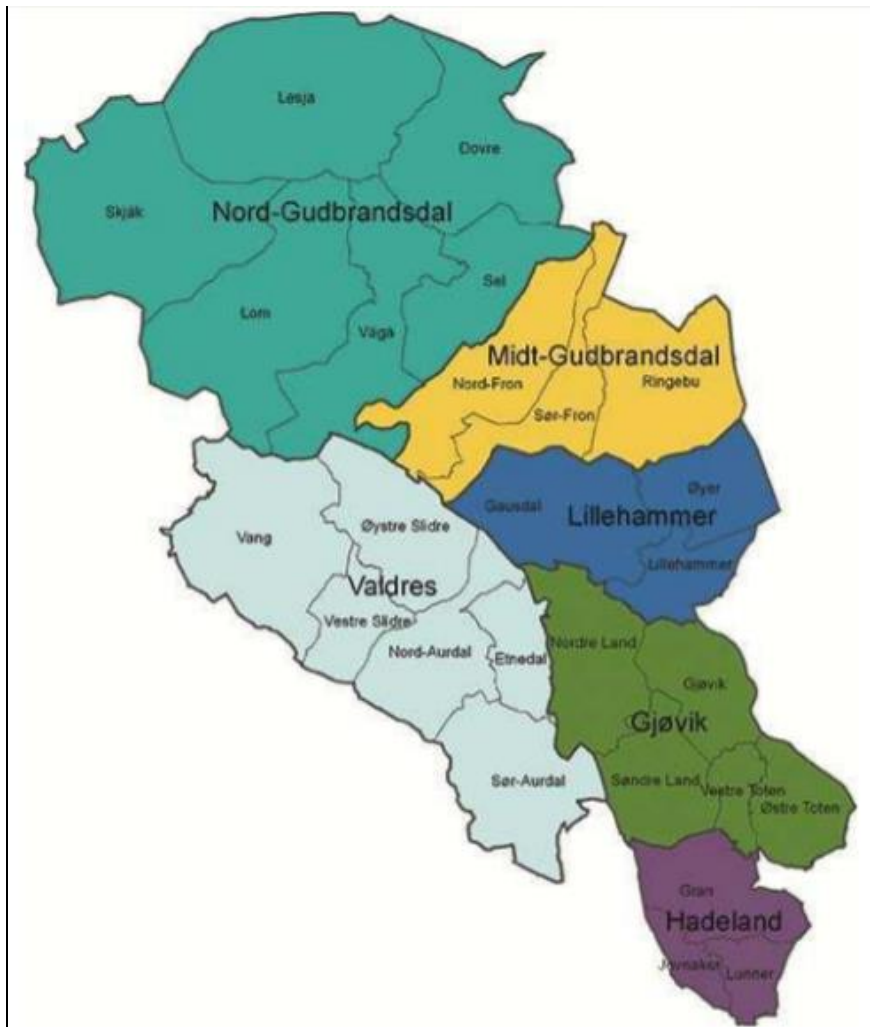 Lesja
Dovre
Skjåk
Nord-Gudbrandsdal
Sel
Lom
Vågå
Midt-Gudbrandsdal
Nord-Fron
Ringebu
Sør-Fron
Øyer
Gausdal
Lillehammer
Øystre Slidre
Vang
Lillehammer
Valdres
Vestre Slidre
Nordre Land
Nord-Aurdal
Etnedal
Gjøvik
Gjøvik
Sør-Aurdal
Søndre Land
Vestre Toten
Østre Toten
Gran
Hadeland
Jevnaker
Lunner